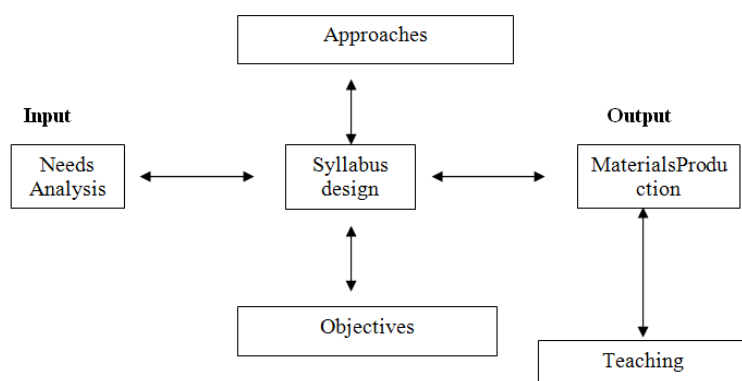 Approaches
Input
Output
Needs
Analysis
Syllabus
design
MaterialsProdu
ction
Objectives
Teaching